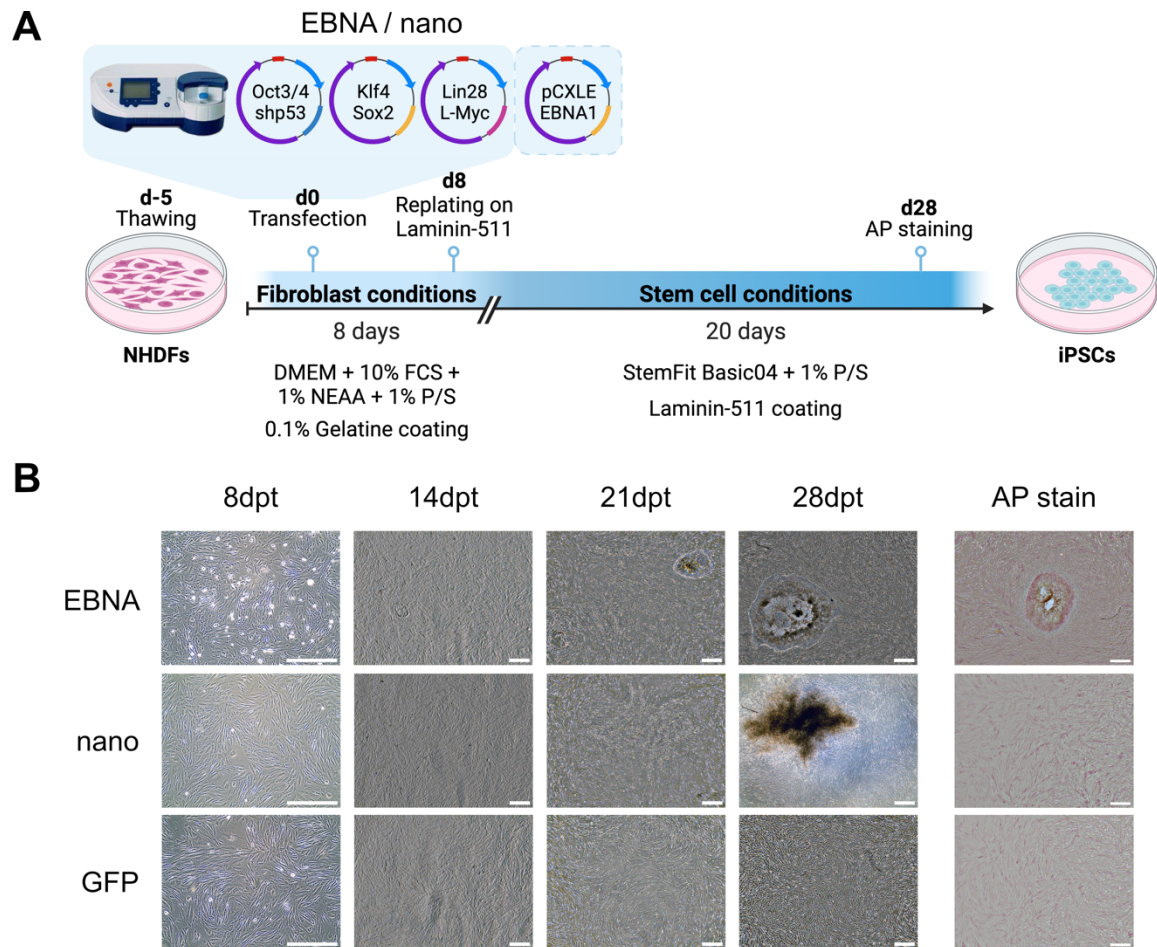 A
EBNA / nano
Oct3/4
shp53
Klf4
Sox2
Lin28
L-Myc
pCXLE
EBNA1
d-5
Thawing
d0
Transfection
d8
Replating on
Laminin-511
d28
AP staining
Fibroblast conditions
Stem cell conditions
8 days
20 days
NHDFs
iPSCs
DMEM + 10% FCS +
1% NEAA + 1% P/S
0.1% Gelatine coating
StemFit Basic04 + 1% P/S
Laminin-511 coating
B
8dpt 14dpt 21dpt 28dpt AP stain
EBNA
nano
GFP